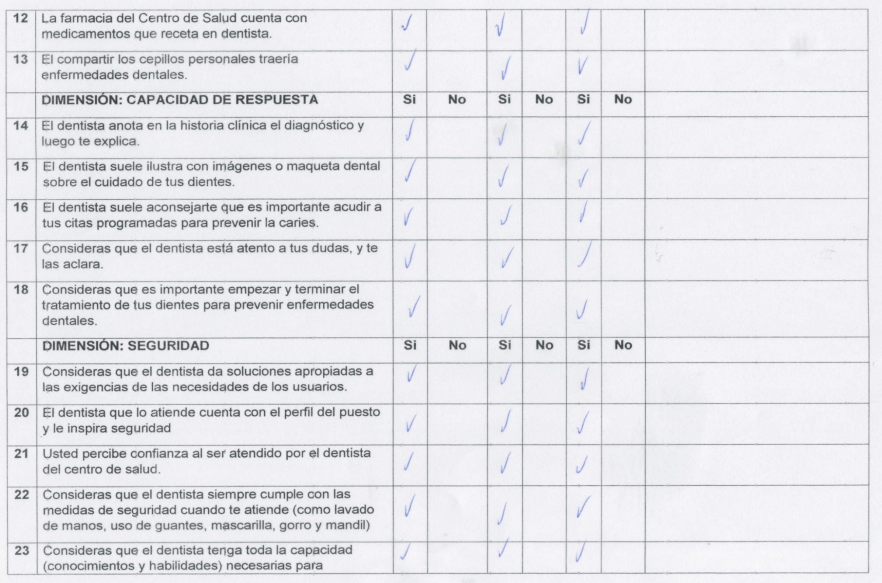 12 La farmacia del Centro de Salud cuenta con ✓ ✓ ✓
medicamentos que receta en dentista.
13 El compartir los cepillos personales traería ✓ ✓ ✓
enfermedades dentales.
DIMENSIÓN: CAPACIDAD DE RESPUESTA Si No Si No Si No
14 El dentista anota en la historia clínica el diagnóstico y ✓ ✓ ✓
luego te explica.
15 El dentista suele ilustra con imágenes o maqueta dental ✓ ✓ ✓
sobre el cuidado de tus dientes.
16 El dentista suele aconsejarte que es importante acudir a ✓ ✓ ✓
tus citas programadas para prevenir la caries.
17 Consideras que el dentista está atento a tus dudas, y te ✓ ✓ ✓
las aclara.
18 Consideras que es importante empezar y terminar el ✓ ✓ ✓
tratamiento de tus dientes para prevenir enfermedades
dentales.
DIMENSIÓN: SEGURIDAD Si No Si No Si No
19 Consideras que el dentista da soluciones apropiadas a ✓ ✓ ✓
las exigencias de las necesidades de los usuarios.
20 El dentista que lo atiende cuenta con el perfil del puesto ✓ ✓ ✓
y le inspira seguridad
21 Usted percibe confianza al ser atendido por el dentista ✓ ✓ ✓
del centro de salud.
22 Consideras que el dentista siempre cumple con las ✓ ✓ ✓
medidas de seguridad cuando te atiende (como lavado
de manos, uso de guantes, mascarilla, gorro y mandil)
23 Consideras que el dentista tenga toda la capacidad ✓ ✓ ✓
(conocimientos y habilidades) necesarias para